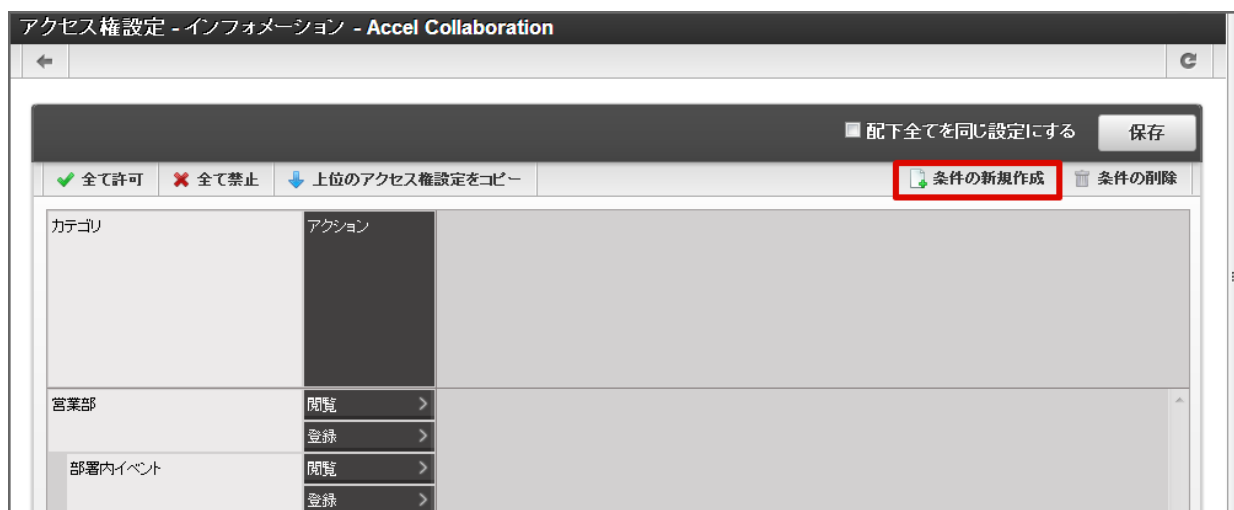 アクセス権設定 - インフォメーション - Accel Collaboration
配下全てを同じ設定にする 保存
全て許可 全て禁止 上位のアクセス権設定をコピー 条件の新規作成 条件の削除
カテゴリ アクション
営業部 閲覧
登録
部署内イベント 閲覧
登録